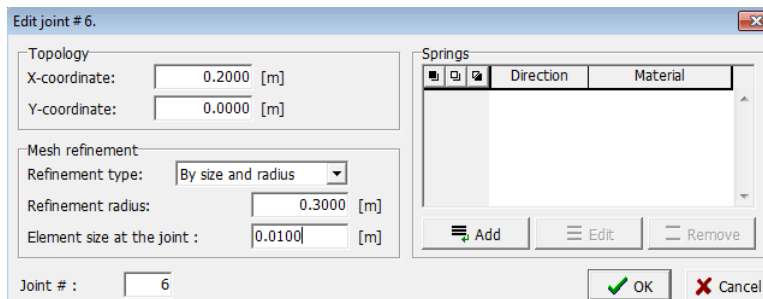 Edit joint # 6.
Topology
X-coordinate: 0.2000 [m]
Y-coordinate: 0.0000 [m]
Mesh refinement
Refinement type: By size and radius
Refinement radius: 0.3000 [m]
Element size at the joint : 0.0100 [m]
Joint # : 6
Springs
Direction Material
Add Edit Remove
OK Cancel